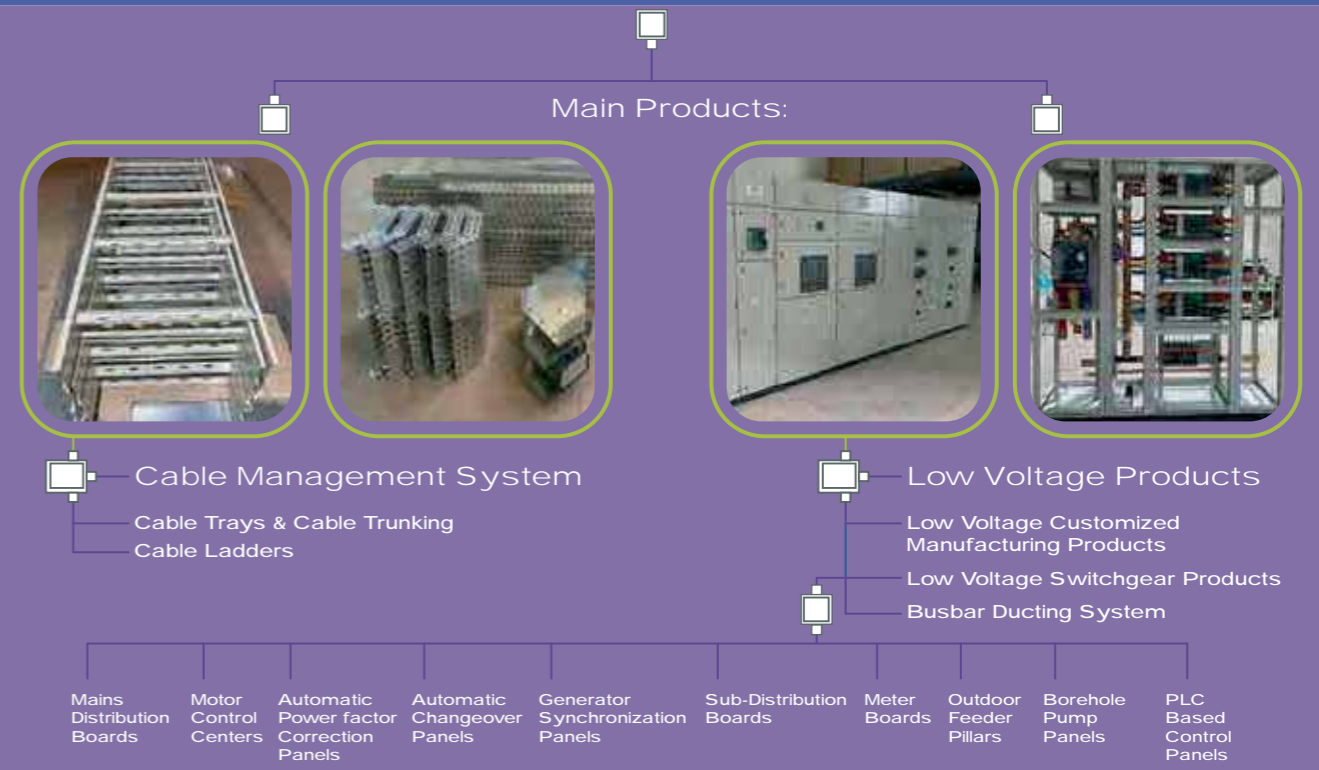 Main Products:
Cable Management System
Cable Trays & Cable Trunking
Cable Ladders
Low Voltage Products
Low Voltage Customized
Manufacturing Products
Low Voltage Switchgear Products
Busbar Ducting System
Mains
Distribution
Boards
Motor
Control
Centers
Automatic
Power factor
Correction
Panels
Automatic
Changeover
Panels
Generator
Synchronization
Panels
Sub-Distribution
Boards
Meter
Boards
Outdoor
Feeder
Pillars
Borehole
Pump
Panels
PLC
Based
Control
Panels